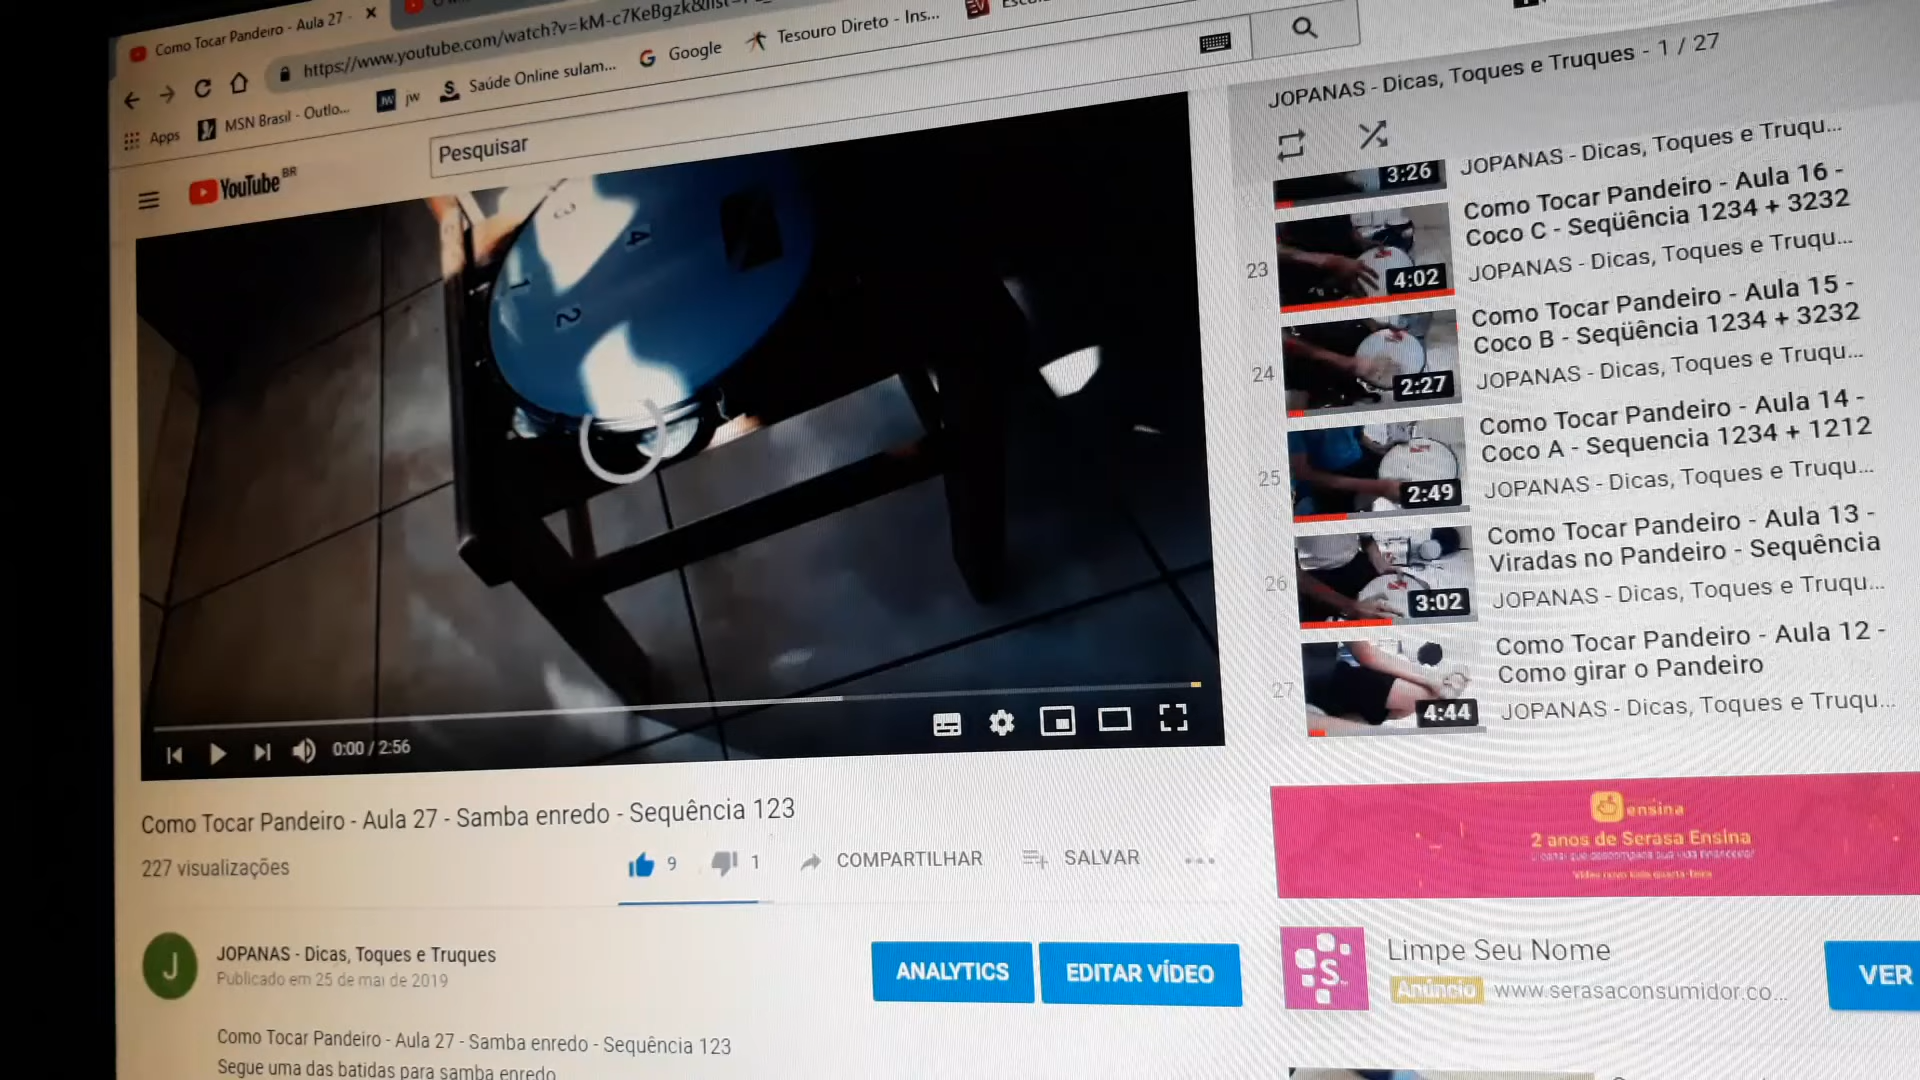 Como Tocar Pandeiro - Aula 27 -
https://www.youtube.com/watch?v=kM-c7KeBgzk&list=
Apps
MSN Brasil - Outlo...
jw
Saúde Online sulam...
Google
Tesouro Direto - Ins...
YouTube BR
Pesquisar
3
4
1
2
0:00 / 2:56
Como Tocar Pandeiro - Aula 27 - Samba enredo - Sequência 123
227 visualizações
9
1
COMPARTILHAR
SALVAR
J
JOPANAS - Dicas, Toques e Truques
Publicado em 25 de mai de 2019
ANALYTICS
EDITAR VÍDEO
Como Tocar Pandeiro - Aula 27 - Samba enredo - Sequência 123
Segue uma das batidas para samba enredo
JOPANAS - Dicas, Toques e Truques - 1 / 27
3:26
JOPANAS - Dicas, Toques e Truqu...
23
4:02
Como Tocar Pandeiro - Aula 16 -
Coco C - Seqüência 1234 + 3232
JOPANAS - Dicas, Toques e Truqu...
24
2:27
Como Tocar Pandeiro - Aula 15 -
Coco B - Seqüência 1234 + 3232
JOPANAS - Dicas, Toques e Truqu...
25
2:49
Como Tocar Pandeiro - Aula 14 -
Coco A - Sequencia 1234 + 1212
JOPANAS - Dicas, Toques e Truqu...
26
3:02
Como Tocar Pandeiro - Aula 13 -
Viradas no Pandeiro - Sequência
JOPANAS - Dicas, Toques e Truqu...
27
4:44
Como Tocar Pandeiro - Aula 12 -
Como girar o Pandeiro
JOPANAS - Dicas, Toques e Truqu...
ensina
2 anos de Serasa Ensina
Vídeo novo toda quarta-feira
S
Limpe Seu Nome
Anúncio www.serasaconsumidor.co...
VER